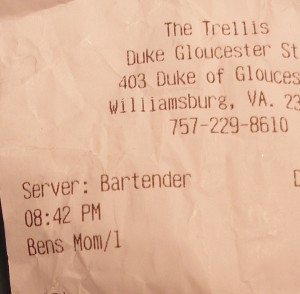 The Trellis
Duke Gloucester St
403 Duke of Glouces
Williamsburg, VA. 23
757-229-8610
Server: Bartender
08:42 PM
Bens Mom/1